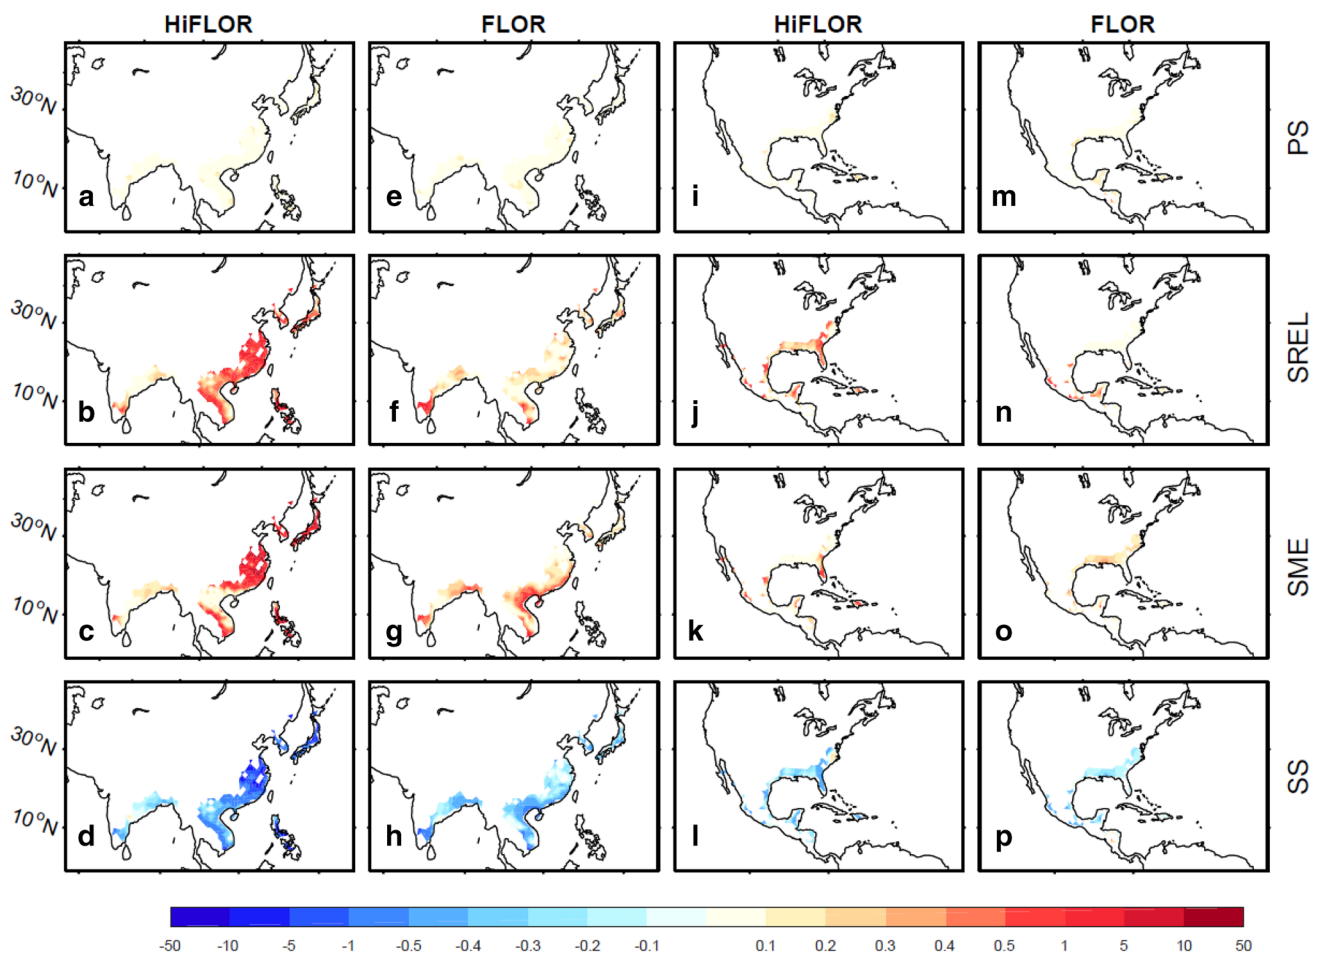 HiFLOR FLOR HiFLOR FLOR
30°N
10°N
a e i m
PS
30°N
10°N
b f j n
SREL
30°N
10°N
c g k o
SME
30°N
10°N
d h l p
SS
-50 -10 -5 -1 -0.5 -0.4 -0.3 -0.2 -0.1 0.1 0.2 0.3 0.4 0.5 1 5 10 50